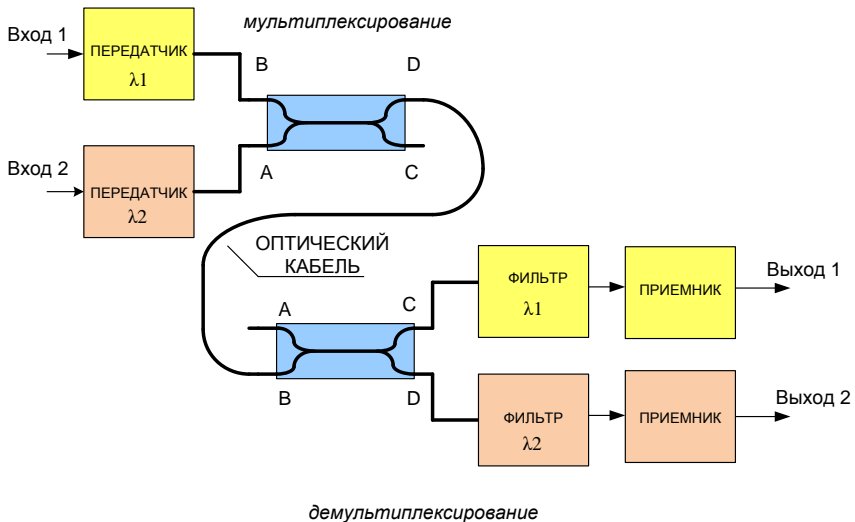 мультиплексирование
Вход 1
ПЕРЕДАТЧИК
λ1
B
D
Вход 2
ПЕРЕДАТЧИК
λ2
A
C
ОПТИЧЕСКИЙ
КАБЕЛЬ
A
C
ФИЛЬТР
λ1
ПРИЕМНИК
Выход 1
B
D
ФИЛЬТР
λ2
ПРИЕМНИК
Выход 2
демультиплексирование